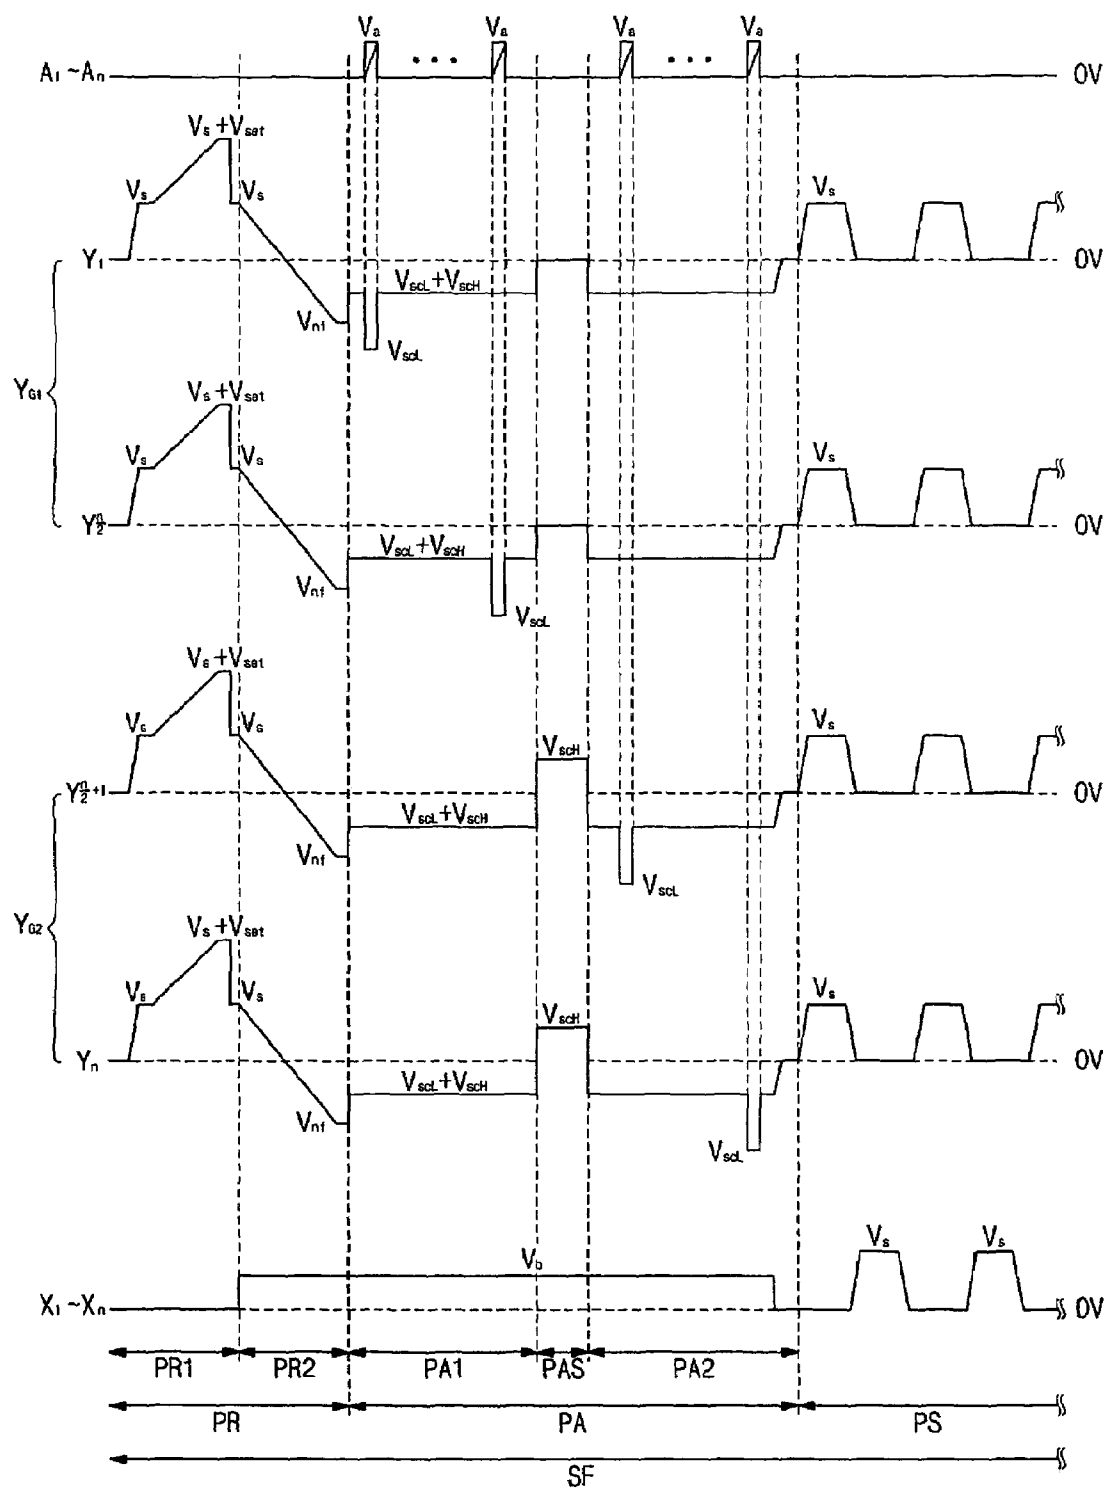 Va Va Va Va
A₁ ~Aₙ 0V
Vs +Vset
Vs Vs Vs
Y₁ 0V
VscL+VscH
Vnf
VscL
YG1
Vs +Vset
Vs Vs Vs
Yn/2 0V
VscL+VscH
Vnf
VscL
Vs +Vset
Vs Vs VscH Vs
Yn/2+1 0V
VscL+VscH
Vnf
VscL
YG2
Vs +Vset
Vs Vs VscH Vs
Yn 0V
VscL+VscH
Vnf
VscL
Vs Vs
Vb
X₁ ~Xn 0V
PR1 PR2 PA1 PAS PA2
PR PA PS
SF